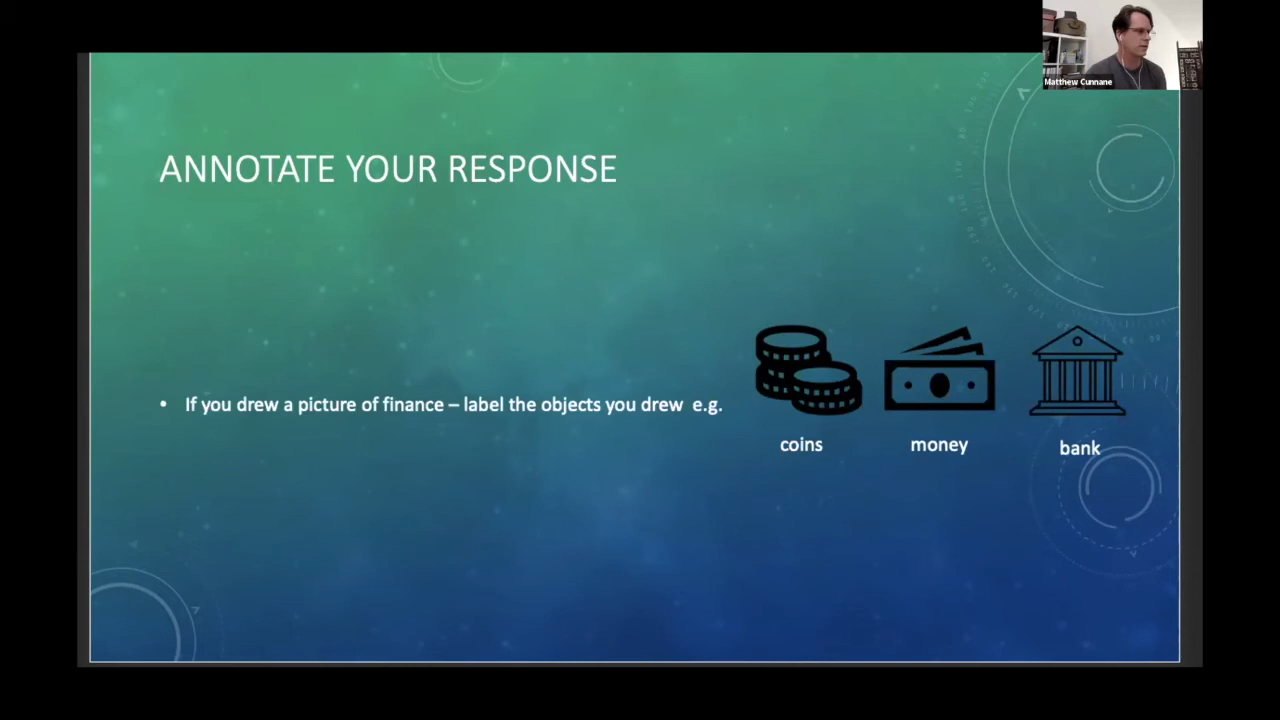 Matthew Cunnane
ANNOTATE YOUR RESPONSE
• If you drew a picture of finance – label the objects you drew e.g.
coins
money
bank